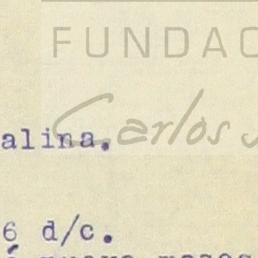 FUNDAC
Carlos
alina.
6 d/c.